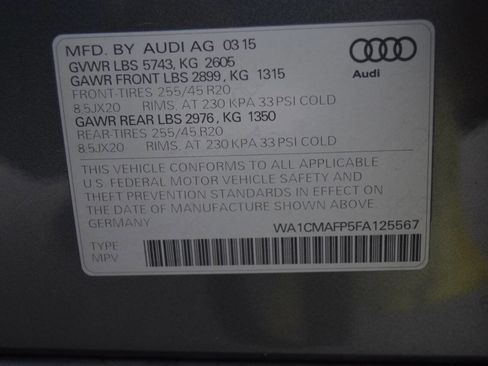 MFD. BY AUDI AG 03 15
GVWR LBS 5743, KG 2605
GAWR FRONT LBS 2899, KG 1315
FRONT-TIRES 255/45 R20
8.5JX20 RIMS, AT 230 KPA 33 PSI COLD
GAWR REAR LBS 2976, KG 1350
REAR-TIRES 255/45 R20
8.5JX20 RIMS, AT 230 KPA 33 PSI COLD
THIS VEHICLE CONFORMS TO ALL APPLICABLE
U.S. FEDERAL MOTOR VEHICLE SAFETY AND
THEFT PREVENTION STANDARDS IN EFFECT ON
THE DATE OF MANUFACTURE SHOWN ABOVE
GERMANY
WA1CMAFP5FA125567
TYPE
MPV
Audi